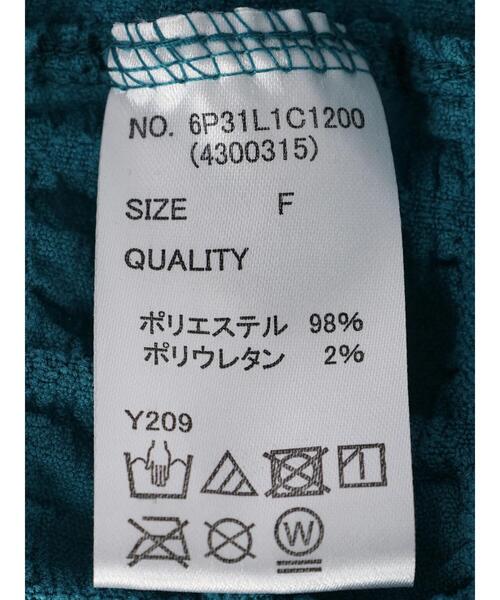 NO. 6P31L1C1200
(4300315)
SIZE F
QUALITY
ポリエステル 98%
ポリウレタン 2%
Y209
W